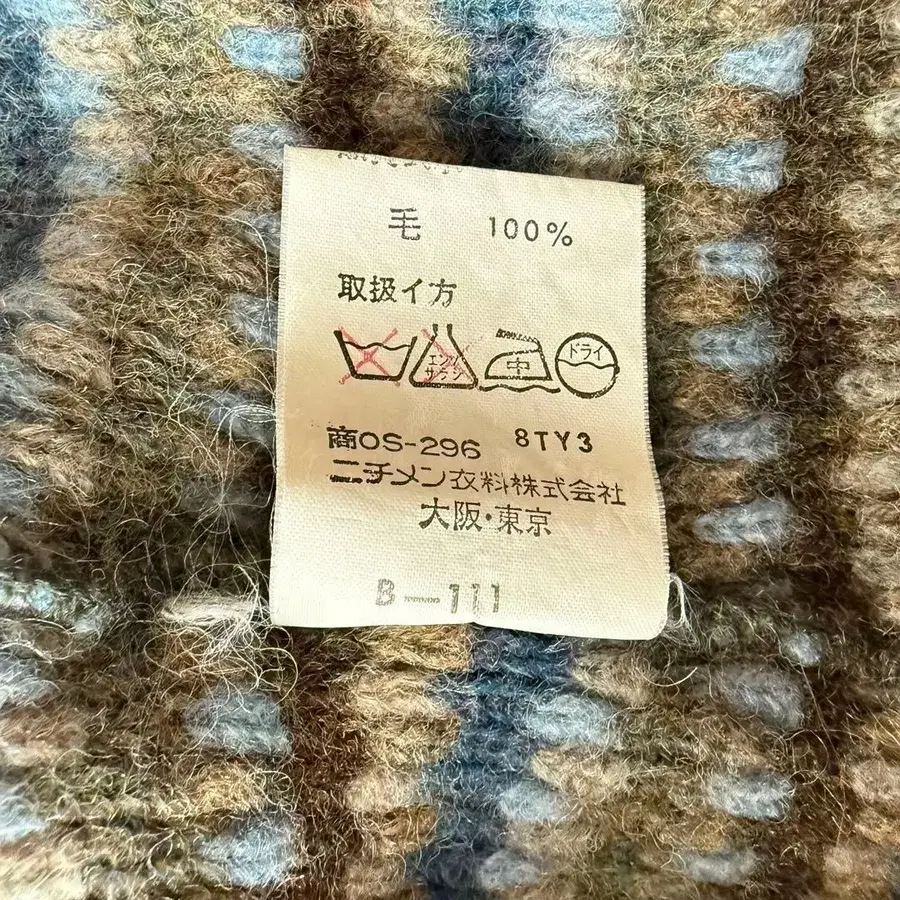 毛 100%
取扱イ方
エンソ
サラシ
中
ドライ
商OS-296 8TY3
ニチメン衣料株式会社
大阪・東京
B-111